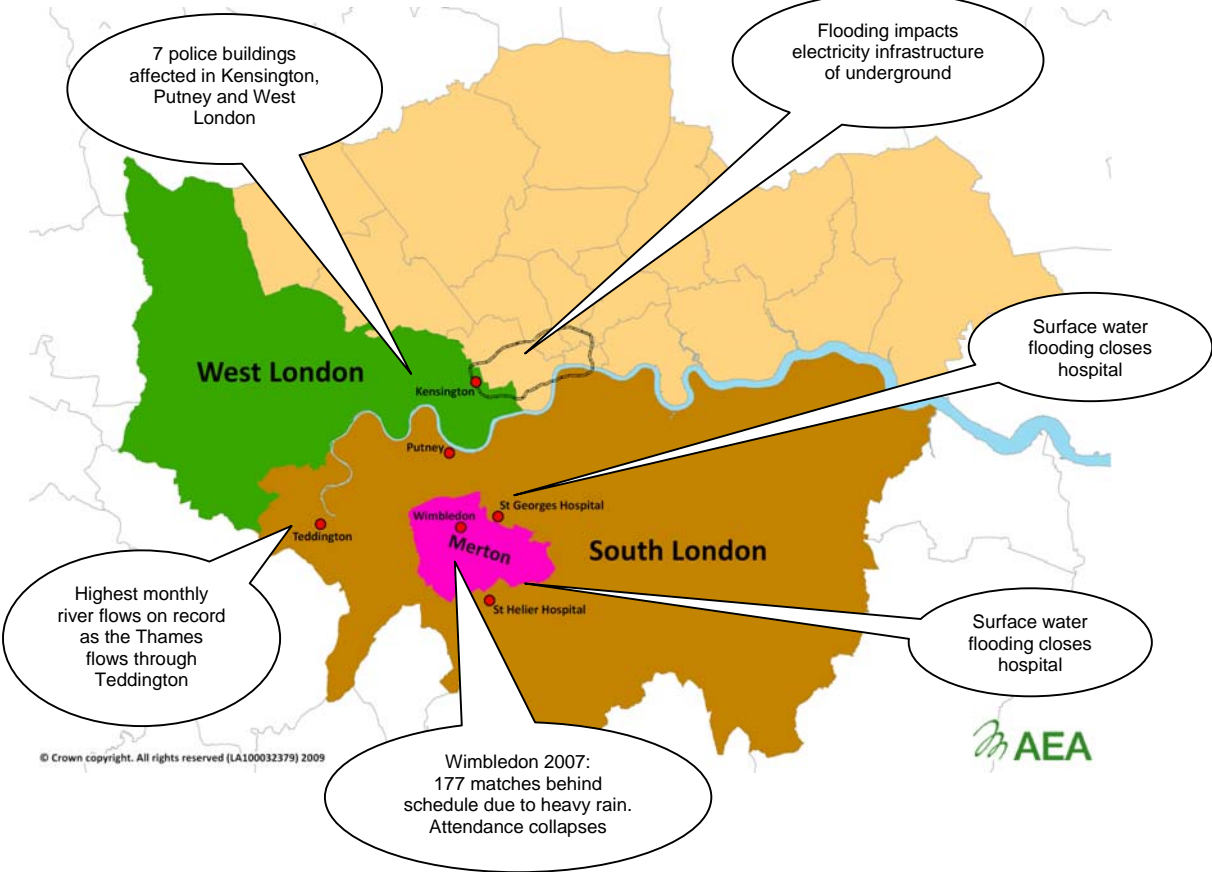 7 police buildings
affected in Kensington,
Putney and West
London
Flooding impacts
electricity infrastructure
of underground
Surface water
flooding closes
hospital
West London
Kensington
Putney
St Georges Hospital
Wimbledon
Teddington
Merton
South London
St Helier Hospital
Highest monthly
river flows on record
as the Thames
flows through
Teddington
Surface water
flooding closes
hospital
© Crown copyright. All rights reserved (LA100032379) 2009
Wimbledon 2007:
177 matches behind
schedule due to heavy rain.
Attendance collapses
AEA